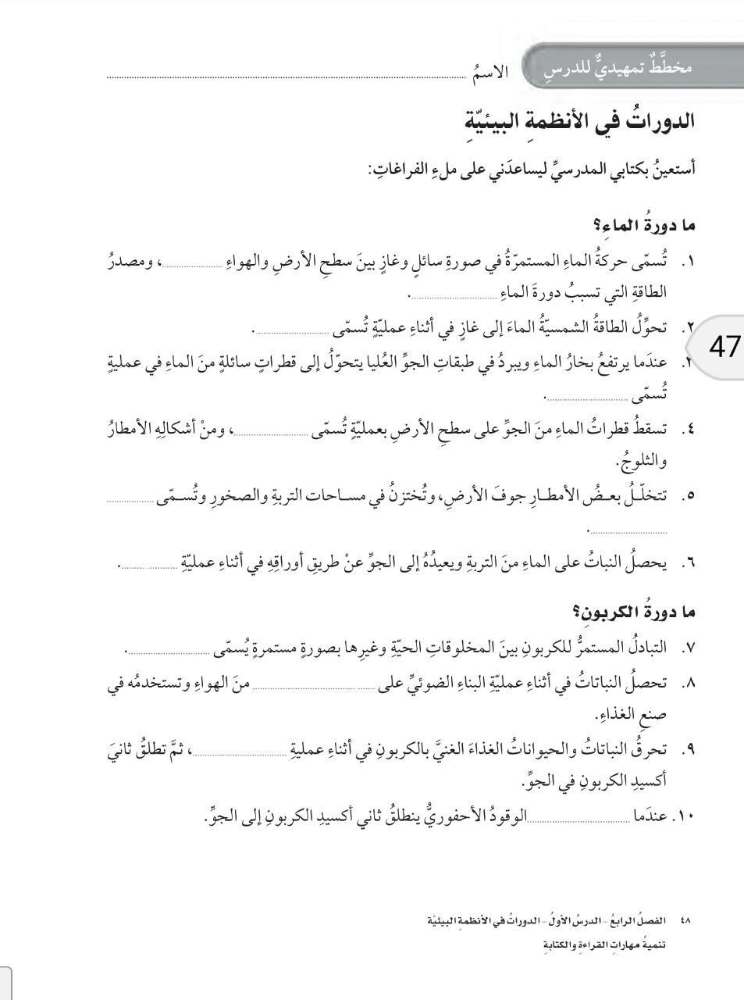 مخطَّطٌ تمهيديٌّ للدرسِ
الاسمُ
الدوراتُ في الأنظمةِ البيئيّةِ
أستعينُ بكتابي المدرسيِّ ليساعدَني على ملءِ الفراغاتِ:
ما دورةُ الماءِ؟
١. تُسمّى حركةُ الماءِ المستمرّةُ في صورةِ سائلٍ وغازٍ بينَ سطحِ الأرضِ والهواءِ ............، ومصدرُ
الطاقةِ التي تسببُ دورةَ الماءِ ............ .
٢. تحوِّلُ الطاقةُ الشمسيّةُ الماءَ إلى غازٍ في أثناءِ عمليّةٍ تُسمّى ............ .
47
عندَما يرتفعُ بخارُ الماءِ ويبردُ في طبقاتِ الجوِّ العُليا يتحوّلُ إلى قطراتٍ سائلةٍ منَ الماءِ في عمليةٍ
تُسمّى ............ .
٤. تسقطُ قطراتُ الماءِ منَ الجوِّ على سطحِ الأرضِ بعمليّةٍ تُسمّى ............، ومنْ أشكالِهِ الأمطارُ
والثلوجُ.
٥. تتخلّلُ بعضُ الأمطارِ جوفَ الأرضِ، وتُختزنُ في مساحات التربةِ والصخورِ وتُسمّى ............
............ .
٦. يحصلُ النباتُ على الماءِ منَ التربةِ ويعيدُهُ إلى الجوِّ عنْ طريقِ أوراقِهِ في أثناءِ عمليّةِ ............ .
ما دورةُ الكربونِ؟
٧. التبادلُ المستمرُّ للكربونِ بينَ المخلوقاتِ الحيّةِ وغيرِها بصورةٍ مستمرةٍ يُسمّى ............ .
٨. تحصلُ النباتاتُ في أثناءِ عمليّةِ البناءِ الضوئيِّ على ............ منَ الهواءِ وتستخدمُه في
صنعِ الغذاءِ.
٩. تحرقُ النباتاتُ والحيواناتُ الغذاءَ الغنيَّ بالكربونِ في أثناءِ عمليةِ ............، ثمَّ تطلقُ ثانيَ
أكسيدِ الكربونِ في الجوِّ.
١٠. عندَما ............ الوقودُ الأحفوريُّ ينطلقُ ثاني أكسيدِ الكربونِ إلى الجوِّ.
٤٨ الفصلُ الرابعُ - الدرسُ الأولُ - الدوراتُ في الأنظمةِ البيئيّة
تنميةُ مهاراتِ القراءةِ والكتابةِ